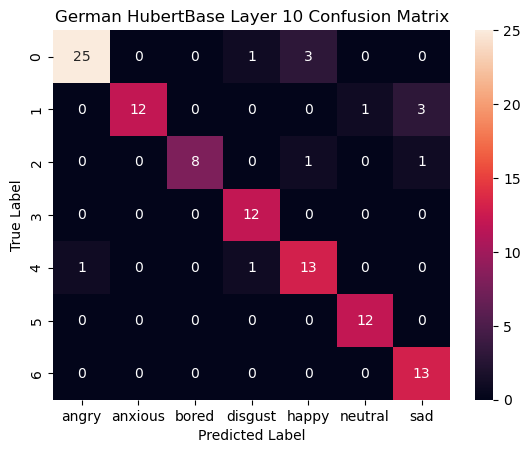 German HubertBase Layer 10 Confusion Matrix
0 25 0 0 1 3 0 0
1 0 12 0 0 0 1 3
2 0 0 8 0 1 0 1
3 0 0 0 12 0 0 0
4 1 0 0 1 13 0 0
5 0 0 0 0 0 12 0
6 0 0 0 0 0 0 13
angry anxious bored disgust happy neutral sad
Predicted Label
True Label
25
20
15
10
5
0